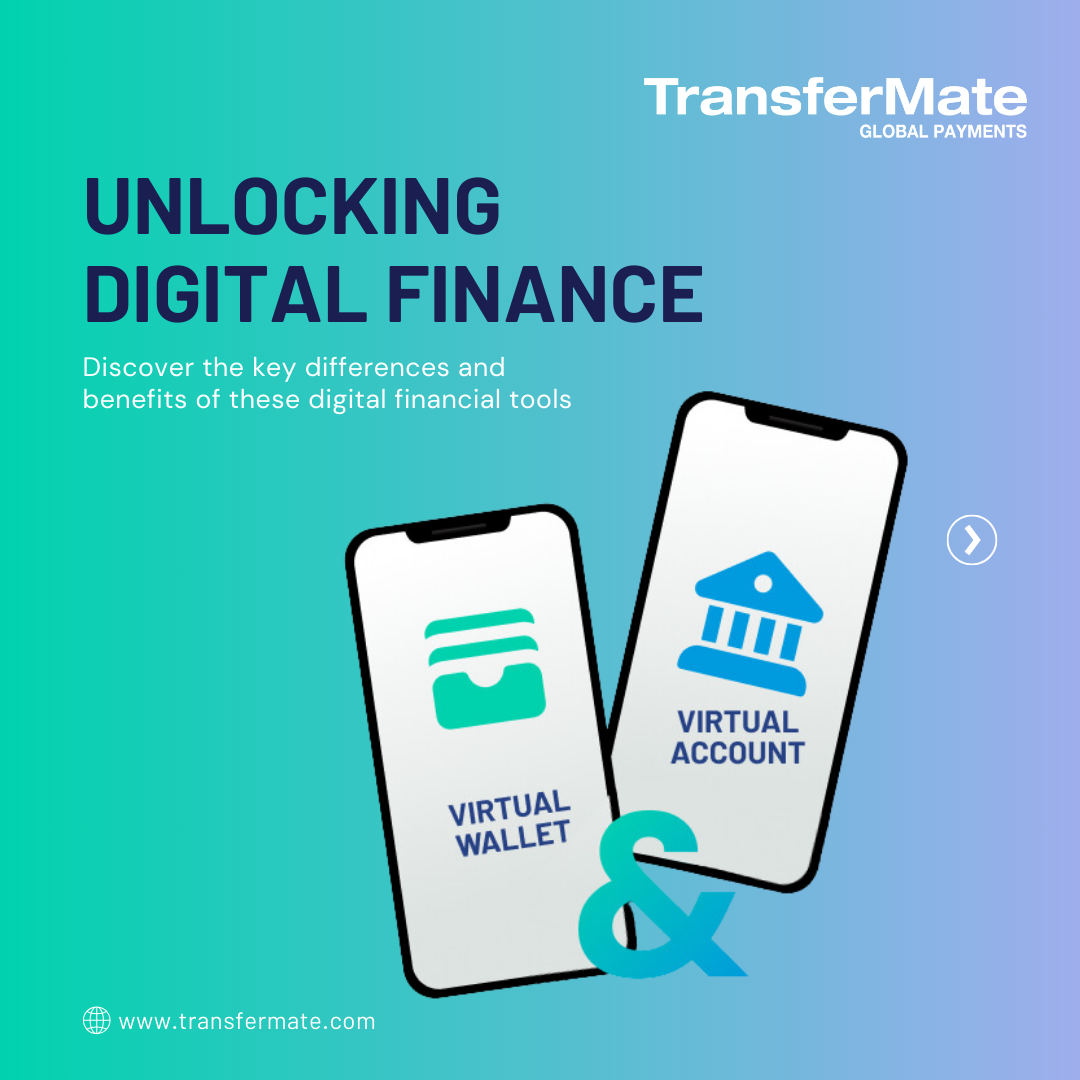 TransferMate
GLOBAL PAYMENTS
UNLOCKING
DIGITAL FINANCE
Discover the key differences and
benefits of these digital financial tools
VIRTUAL
WALLET
&
VIRTUAL
ACCOUNT
www.transfermate.com